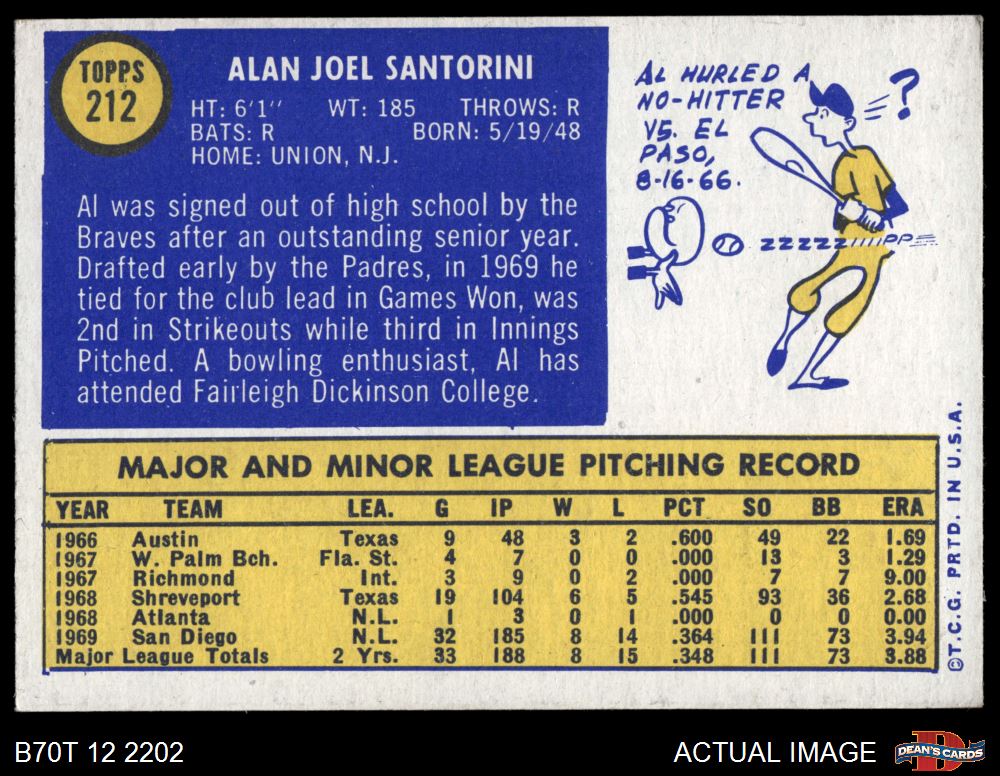 TOPPS
212
ALAN JOEL SANTORINI
HT: 6'1" WT: 185 THROWS: R
BATS: R BORN: 5/19/48
HOME: UNION, N.J.
Al was signed out of high school by the
Braves after an outstanding senior year.
Drafted early by the Padres, in 1969 he
tied for the club lead in Games Won, was
2nd in Strikeouts while third in Innings
Pitched. A bowling enthusiast, Al has
attended Fairleigh Dickinson College.
AL HURLED A
NO-HITTER
VS. EL
PASO,
8-16-66.
?
ZZZZZ PP
MAJOR AND MINOR LEAGUE PITCHING RECORD
YEAR TEAM LEA. G IP W L PCT SO BB ERA
1966 Austin Texas 9 48 3 2 .600 49 22 1.69
1967 W. Palm Bch. Fla. St. 4 7 0 0 .000 13 3 1.29
1967 Richmond Int. 3 9 0 2 .000 7 7 9.00
1968 Shreveport Texas 19 104 6 5 .545 93 36 2.68
1968 Atlanta N.L. 1 3 0 1 .000 0 0 0.00
1969 San Diego N.L. 32 185 8 14 .364 111 73 3.94
Major League Totals 2 Yrs. 33 188 8 15 .348 111 73 3.88
©T.C.G. PRTD. IN U.S.A.
B70T 12 2202
ACTUAL IMAGE
D
DEAN'S CARDS